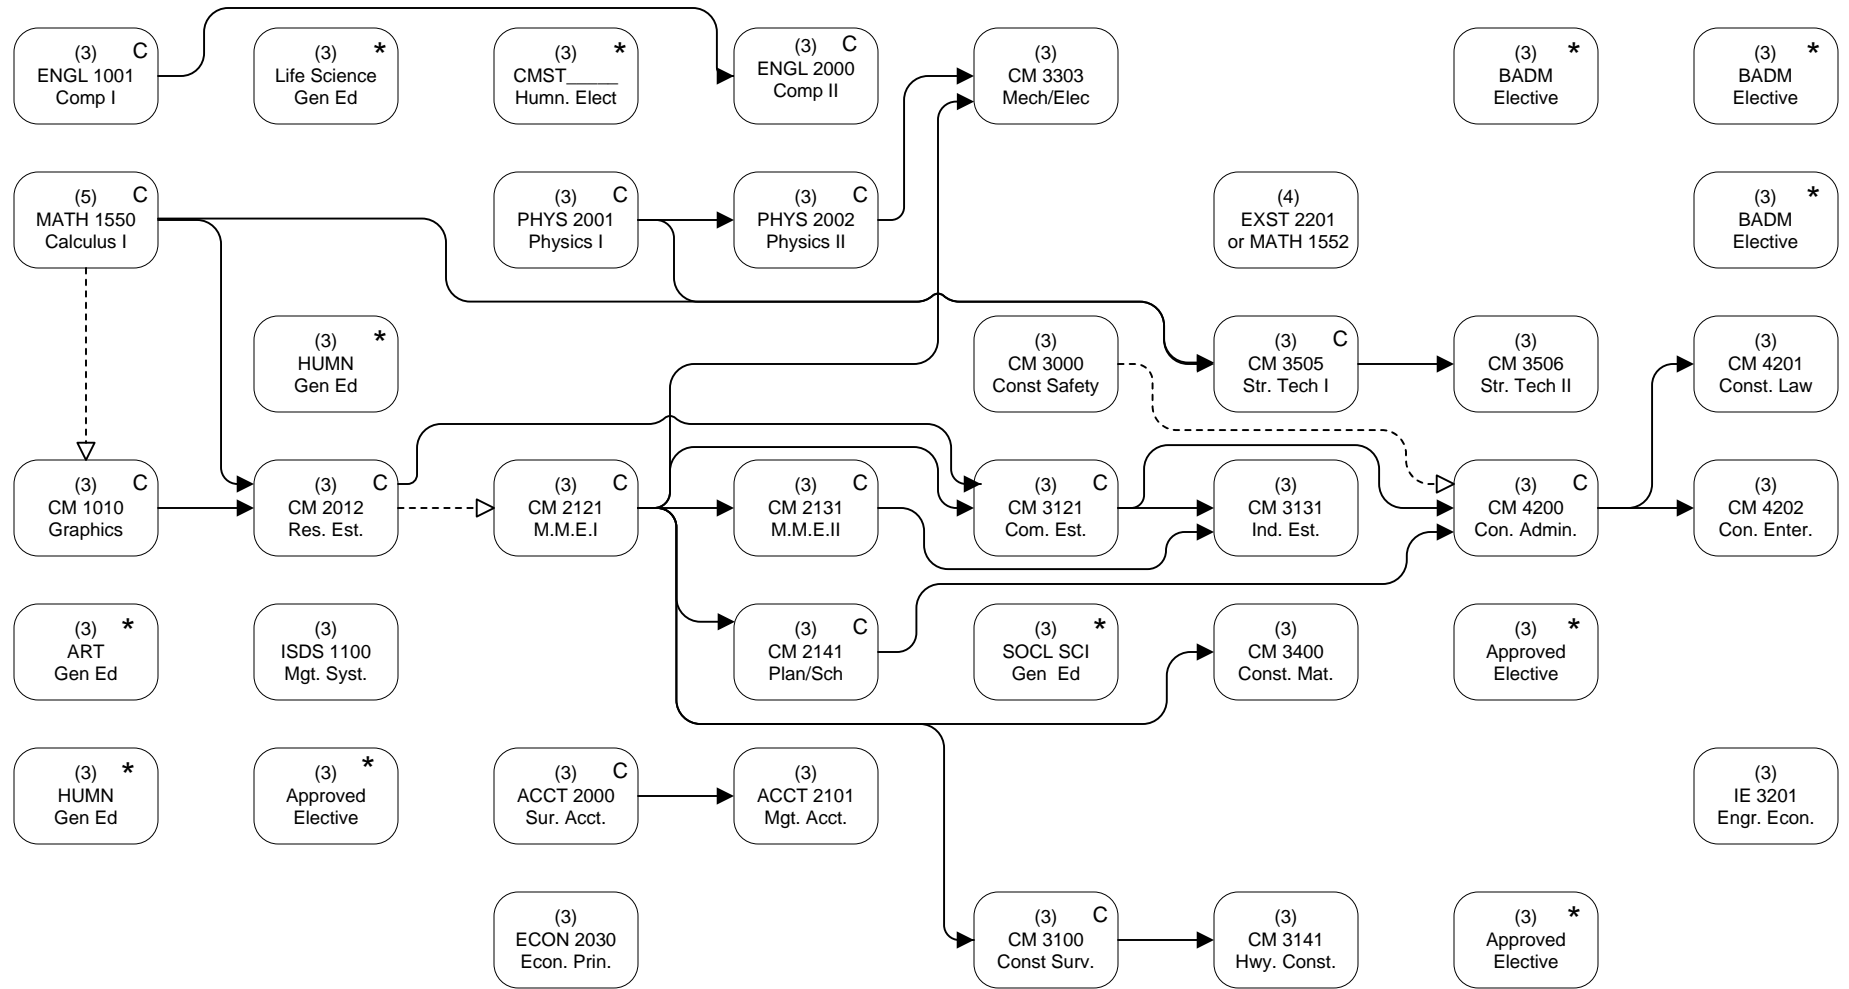 (3) C
ENGL 1001
Comp I
(3) *
Life Science
Gen Ed
(3) *
CMST_____
Humn. Elect
(3) C
ENGL 2000
Comp II
(3)
CM 3303
Mech/Elec
(3) *
BADM
Elective
(3) *
BADM
Elective
(5) C
MATH 1550
Calculus I
(3) C
PHYS 2001
Physics I
(3) C
PHYS 2002
Physics II
(4)
EXST 2201
or MATH 1552
(3) *
BADM
Elective
(3) *
HUMN
Gen Ed
(3)
CM 3000
Const Safety
(3) C
CM 3505
Str. Tech I
(3)
CM 3506
Str. Tech II
(3)
CM 4201
Const. Law
(3) C
CM 1010
Graphics
(3) C
CM 2012
Res. Est.
(3) C
CM 2121
M.M.E.I
(3) C
CM 2131
M.M.E.II
(3) C
CM 3121
Com. Est.
(3)
CM 3131
Ind. Est.
(3) C
CM 4200
Con. Admin.
(3)
CM 4202
Con. Enter.
(3) *
ART
Gen Ed
(3)
ISDS 1100
Mgt. Syst.
(3) C
CM 2141
Plan/Sch
(3) *
SOCL SCI
Gen Ed
(3)
CM 3400
Const. Mat.
(3) *
Approved
Elective
(3) *
HUMN
Gen Ed
(3) *
Approved
Elective
(3) C
ACCT 2000
Sur. Acct.
(3)
ACCT 2101
Mgt. Acct.
(3)
IE 3201
Engr. Econ.
(3)
ECON 2030
Econ. Prin.
(3) C
CM 3100
Const Surv.
(3)
CM 3141
Hwy. Const.
(3) *
Approved
Elective